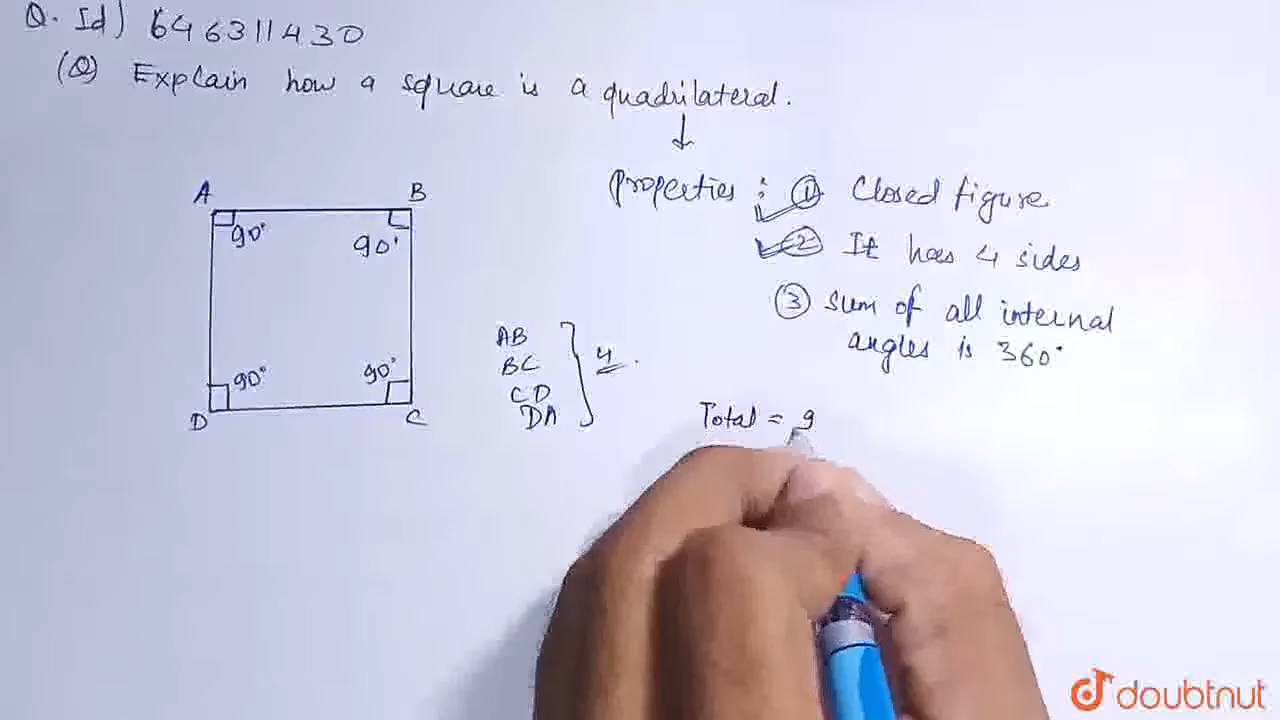 Q. Id) 646311430
(Q) Explain how a square is a quadrilateral.
Properties : ① Closed figure
② It has 4 sides
③ sum of all internal
angles is 360°
A B
90° 90°
90° 90°
D C
AB
BC
CD
DA
4
Total = 9
doubtnut